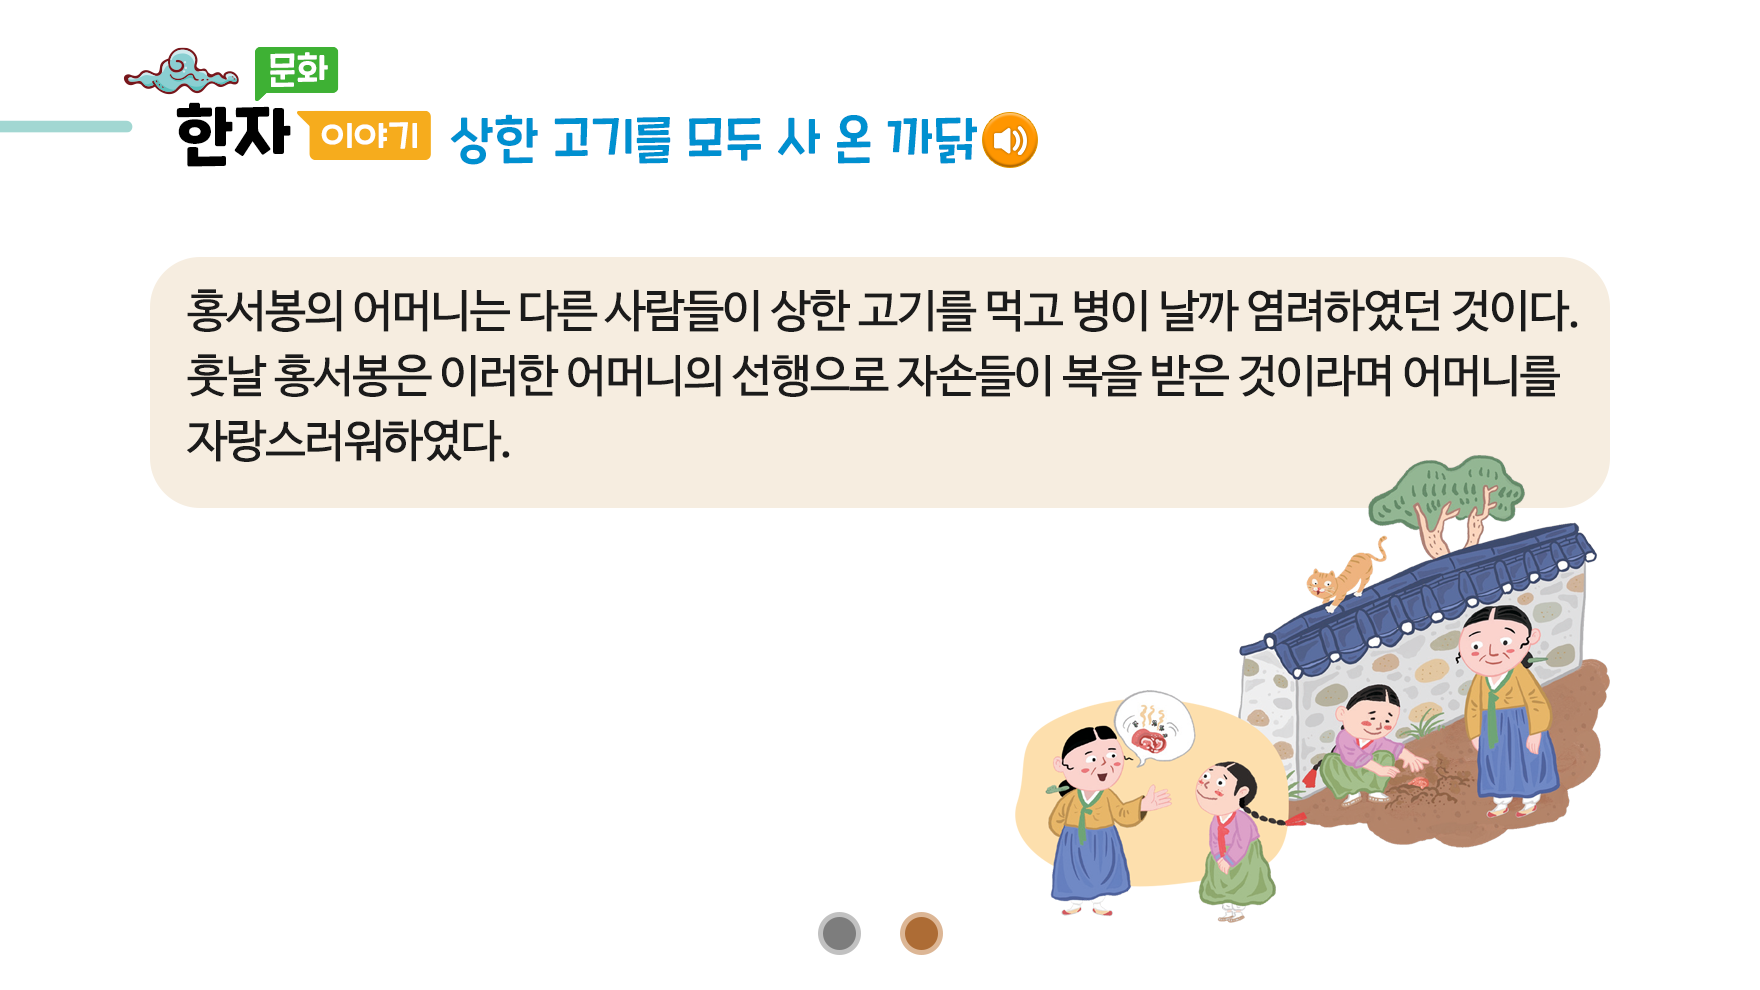 문화
한자 이야기 상한 고기를 모두 사 온 까닭
홍서봉의 어머니는 다른 사람들이 상한 고기를 먹고 병이 날까 염려하였던 것이다.
훗날 홍서봉은 이러한 어머니의 선행으로 자손들이 복을 받은 것이라며 어머니를
자랑스러워하였다.